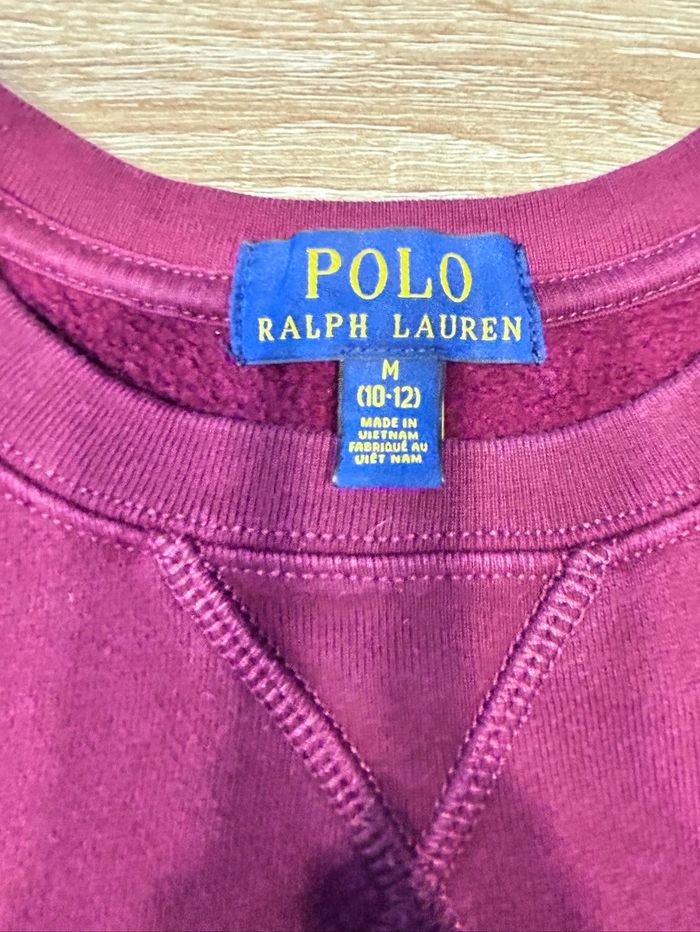 POLO
RALPH LAUREN
M
(10-12)
MADE IN
VIETNAM
FABRIQUÉ AU
VIÊT NAM